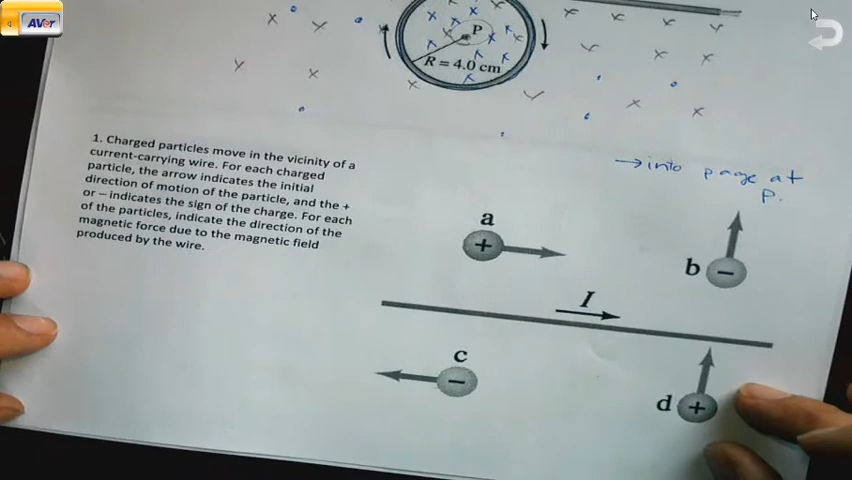 AVer
P
R = 4.0 cm
1. Charged particles move in the vicinity of a
current-carrying wire. For each charged
particle, the arrow indicates the initial
direction of motion of the particle, and the +
or – indicates the sign of the charge. For each
of the particles, indicate the direction of the
magnetic force due to the magnetic field
produced by the wire.
→ into page at
P.
a
+
b
–
I
c
–
d
+